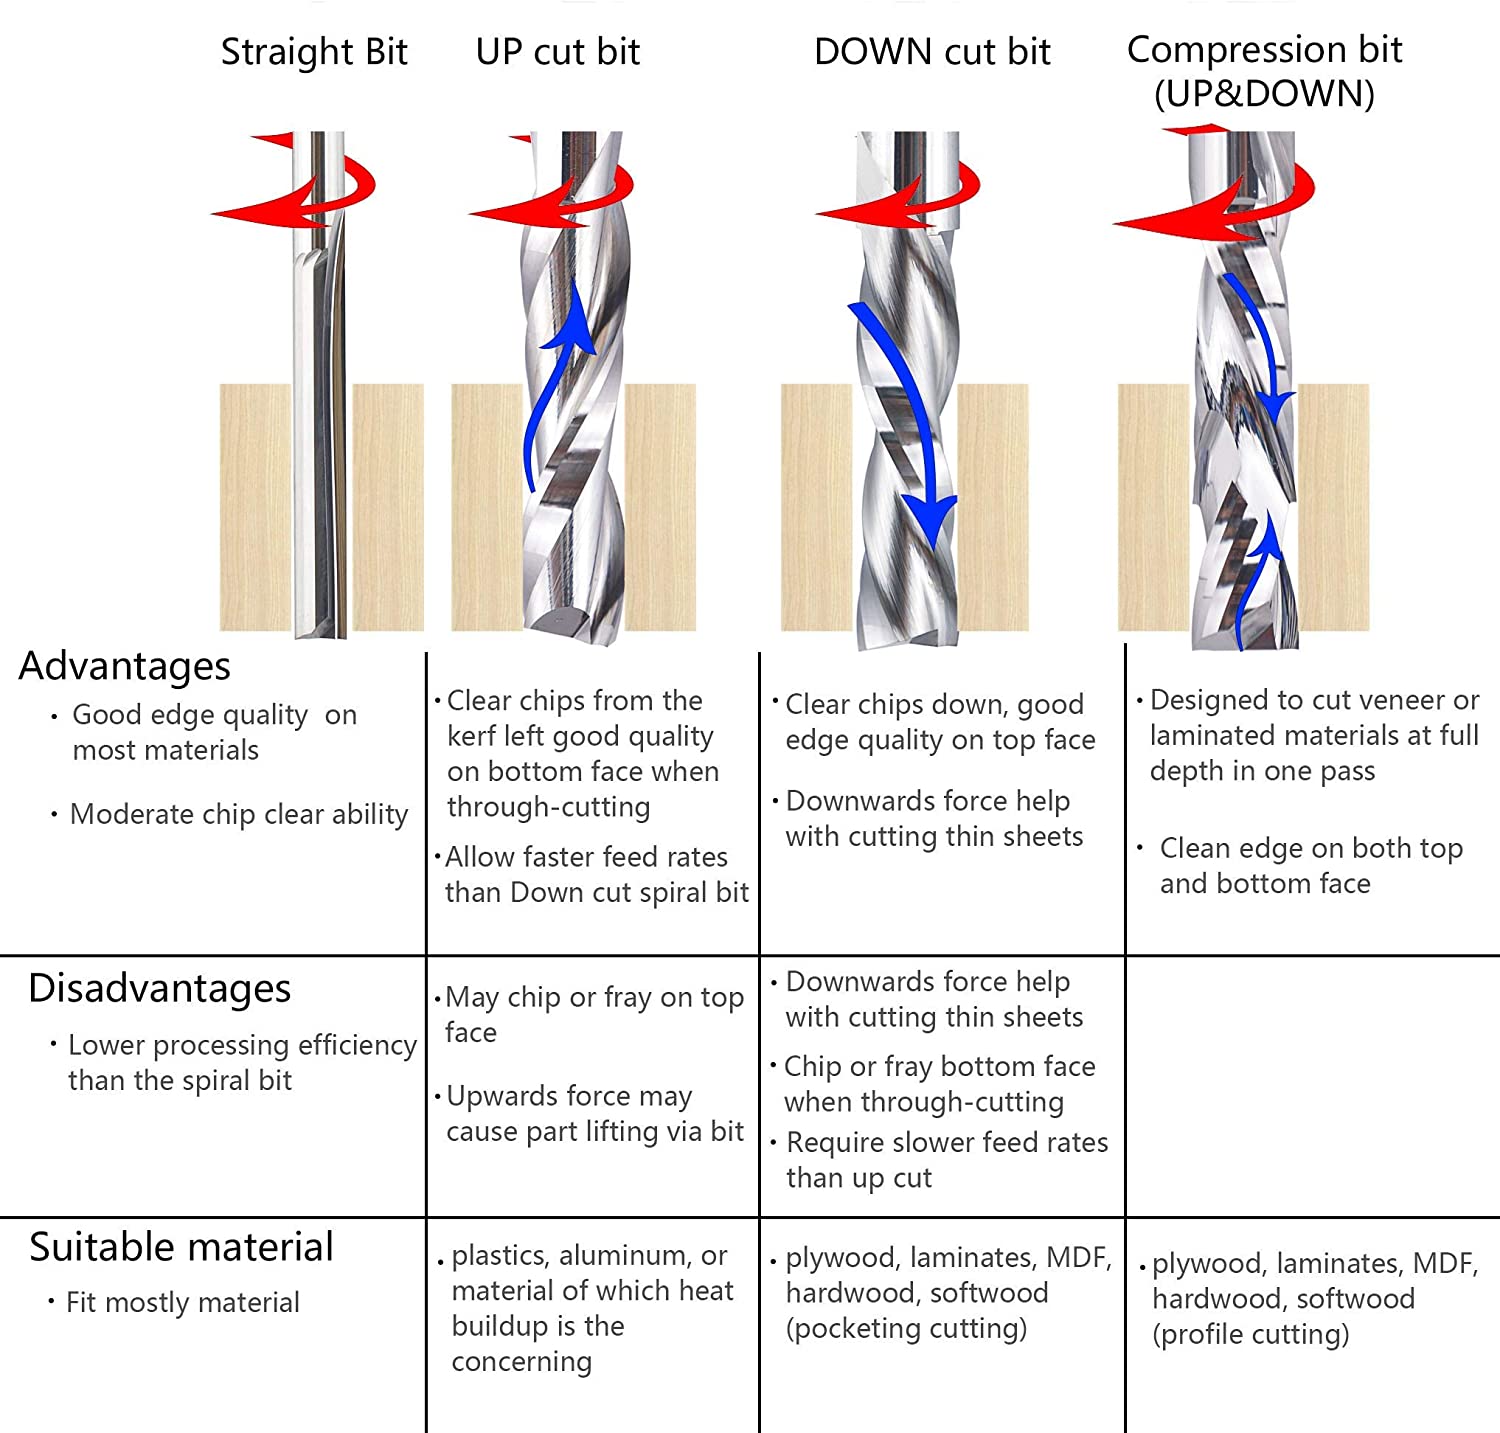 Straight Bit
UP cut bit
DOWN cut bit
Compression bit
(UP&DOWN)
Advantages
· Good edge quality on
most materials
· Moderate chip clear ability
· Clear chips from the
kerf left good quality
on bottom face when
through-cutting
· Allow faster feed rates
than Down cut spiral bit
· Clear chips down, good
edge quality on top face
· Downwards force help
with cutting thin sheets
· Designed to cut veneer or
laminated materials at full
depth in one pass
· Clean edge on both top
and bottom face
Disadvantages
· Lower processing efficiency
than the spiral bit
· May chip or fray on top
face
· Upwards force may
cause part lifting via bit
· Downwards force help
with cutting thin sheets
· Chip or fray bottom face
when through-cutting
· Require slower feed rates
than up cut
Suitable material
· Fit mostly material
· plastics, aluminum, or
material of which heat
buildup is the
concerning
· plywood, laminates, MDF,
hardwood, softwood
(pocketing cutting)
· plywood, laminates, MDF,
hardwood, softwood
(profile cutting)